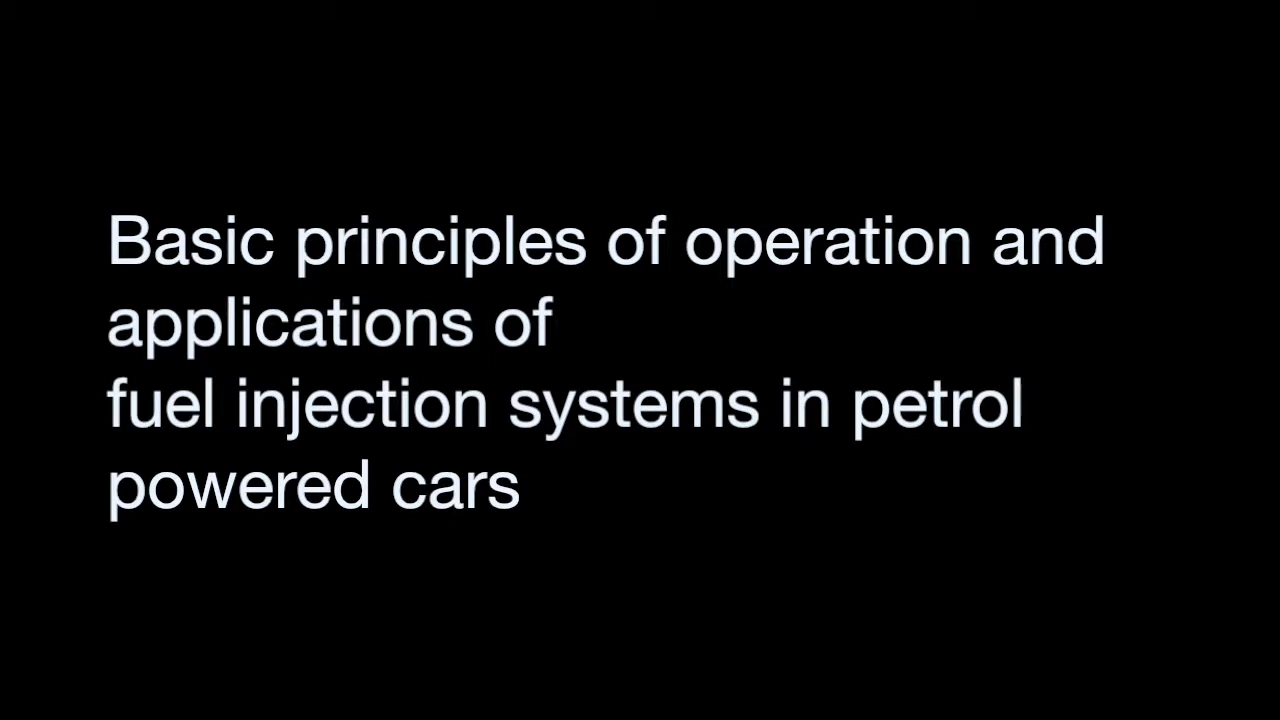 Basic principles of operation and
applications of
fuel injection systems in petrol
powered cars